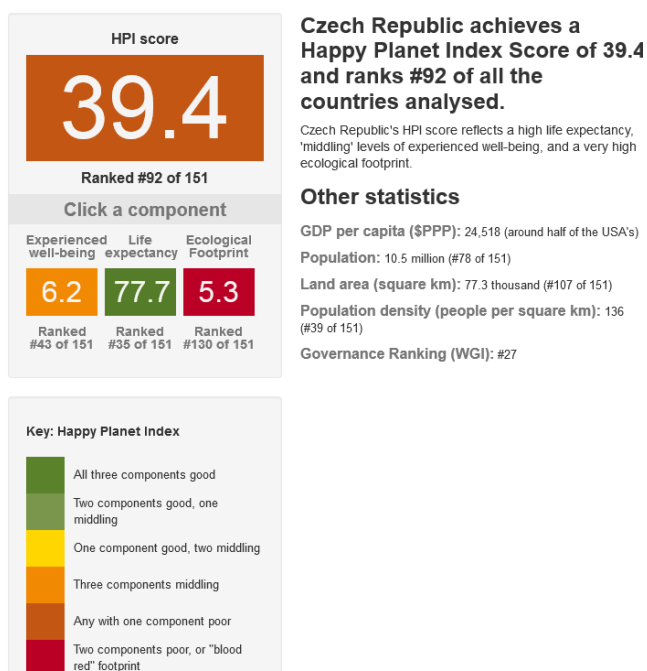 HPI score
39.4
Ranked #92 of 151
Click a component
Experienced well-being
Life expectancy
Ecological Footprint
6.2
77.7
5.3
Ranked #43 of 151
Ranked #35 of 151
Ranked #130 of 151
Czech Republic achieves a
Happy Planet Index Score of 39.4
and ranks #92 of all the
countries analysed.
Czech Republic's HPI score reflects a high life expectancy,
'middling' levels of experienced well-being, and a very high
ecological footprint.
Other statistics
GDP per capita ($PPP): 24,518 (around half of the USA's)
Population: 10.5 million (#78 of 151)
Land area (square km): 77.3 thousand (#107 of 151)
Population density (people per square km): 136
(#39 of 151)
Governance Ranking (WGI): #27
Key: Happy Planet Index
All three components good
Two components good, one
middling
One component good, two middling
Three components middling
Any with one component poor
Two components poor, or "blood
red" footprint